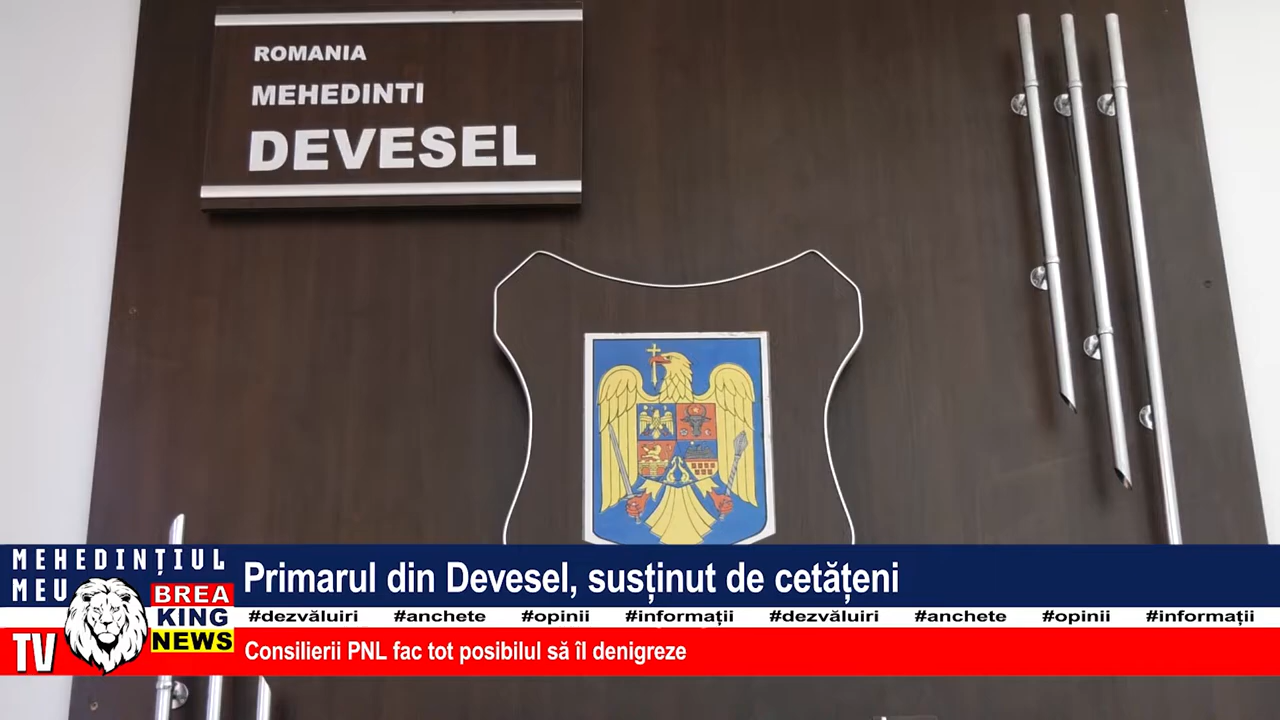 ROMANIA
MEHEDINTI
DEVESEL
MEHEDINȚIUL
MEU
TV
BREA
KING
NEWS
Primarul din Devesel, susținut de cetățeni
#dezvăluiri #anchete #opinii #informații #dezvăluiri #anchete #opinii #informații
Consilierii PNL fac tot posibilul să îl denigreze